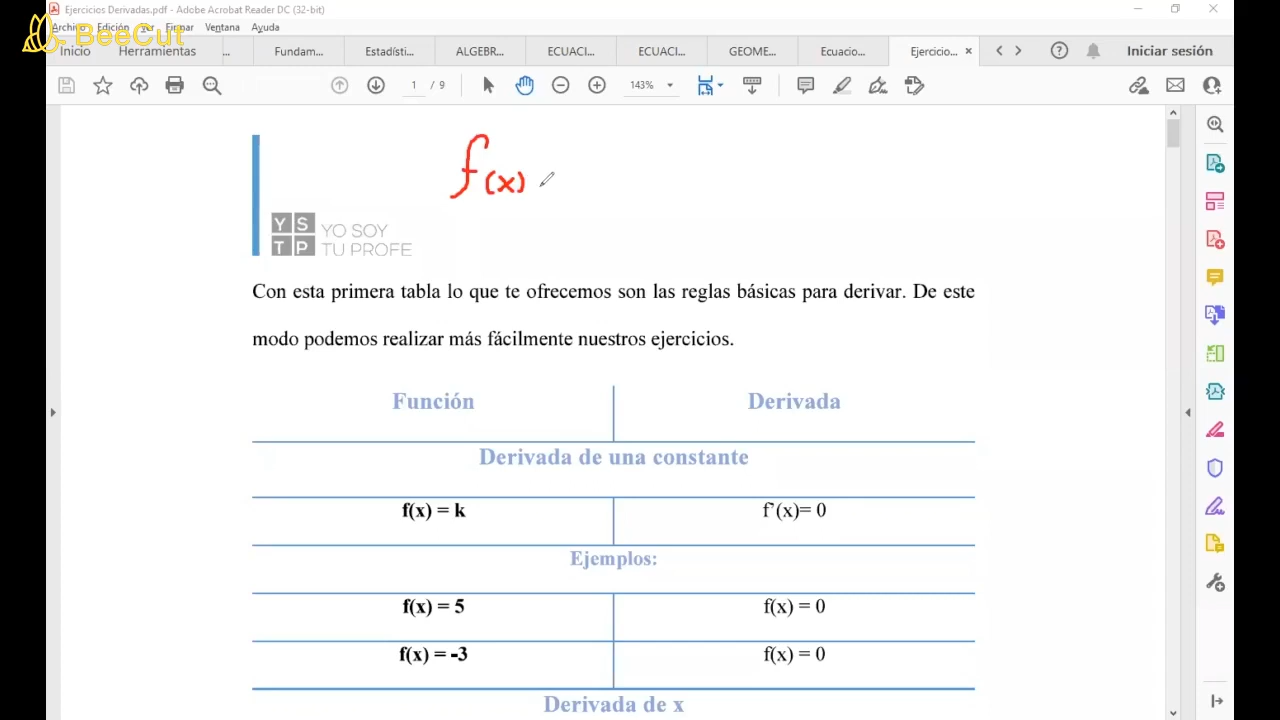 Ejercicios Derivadas.pdf - Adobe Acrobat Reader DC (32-bit)
Archivo Edición Ver Firmar Ventana Ayuda
BeeCut
Inicio Herramientas ... Fundam... Estadísti... ALGEBR... ECUACI... ECUACI... GEOME... Ecuacio... Ejercicio... × Iniciar sesión
1 / 9 143%
f(x)
YS
TP
YO SOY
TU PROFE
Con esta primera tabla lo que te ofrecemos son las reglas básicas para derivar. De este
modo podemos realizar más fácilmente nuestros ejercicios.
Función Derivada
Derivada de una constante
f(x) = k f’(x)= 0
Ejemplos:
f(x) = 5 f(x) = 0
f(x) = -3 f(x) = 0
Derivada de x